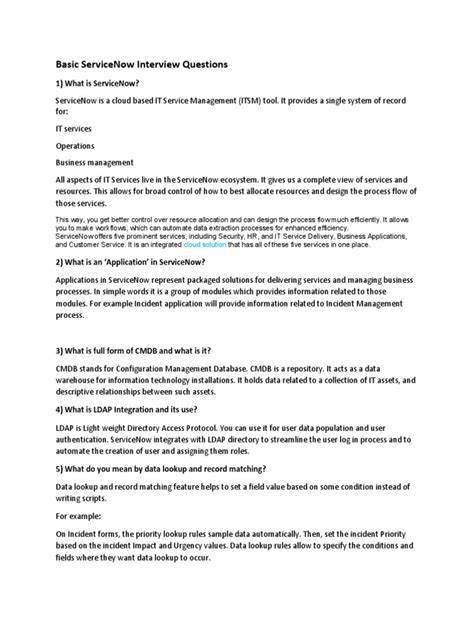 Basic ServiceNow Interview Questions
1) What is ServiceNow?
ServiceNow is a cloud based IT Service Management (ITSM) tool. It provides a single system of record
for:
IT services
Operations
Business management
All aspects of IT Services live in the ServiceNow ecosystem. It gives us a complete view of services and
resources. This allows for broad control of how to best allocate resources and design the process flow of
those services.
This way, you get better control over resource allocation and can design the process flow much efficiently. It allows
you to make workflows, which can automate data extraction processes for enhanced efficiency.
ServiceNow offers five prominent services; including Security, HR, and IT Service Delivery, Business Applications,
and Customer Service. It is an integrated cloud solution that has all of these five services in one place.
2) What is an ‘Application’ in ServiceNow?
Applications in ServiceNow represent packaged solutions for delivering services and managing business
processes. In simple words it is a group of modules which provides information related to those
modules. For example Incident application will provide information related to Incident Management
process.
3) What is full form of CMDB and what is it?
CMDB stands for Configuration Management Database. CMDB is a repository. It acts as a data
warehouse for information technology installations. It holds data related to a collection of IT assets, and
descriptive relationships between such assets.
4) What is LDAP Integration and its use?
LDAP is Light weight Directory Access Protocol. You can use it for user data population and user
authentication. ServiceNow integrates with LDAP directory to streamline the user log in process and to
automate the creation of user and assigning them roles.
5) What do you mean by data lookup and record matching?
Data lookup and record matching feature helps to set a field value based on some condition instead of
writing scripts.
For example:
On Incident forms, the priority lookup rules sample data automatically. Then, set the incident Priority
based on the incident Impact and Urgency values. Data lookup rules allow to specify the conditions and
fields where they want data lookup to occur.